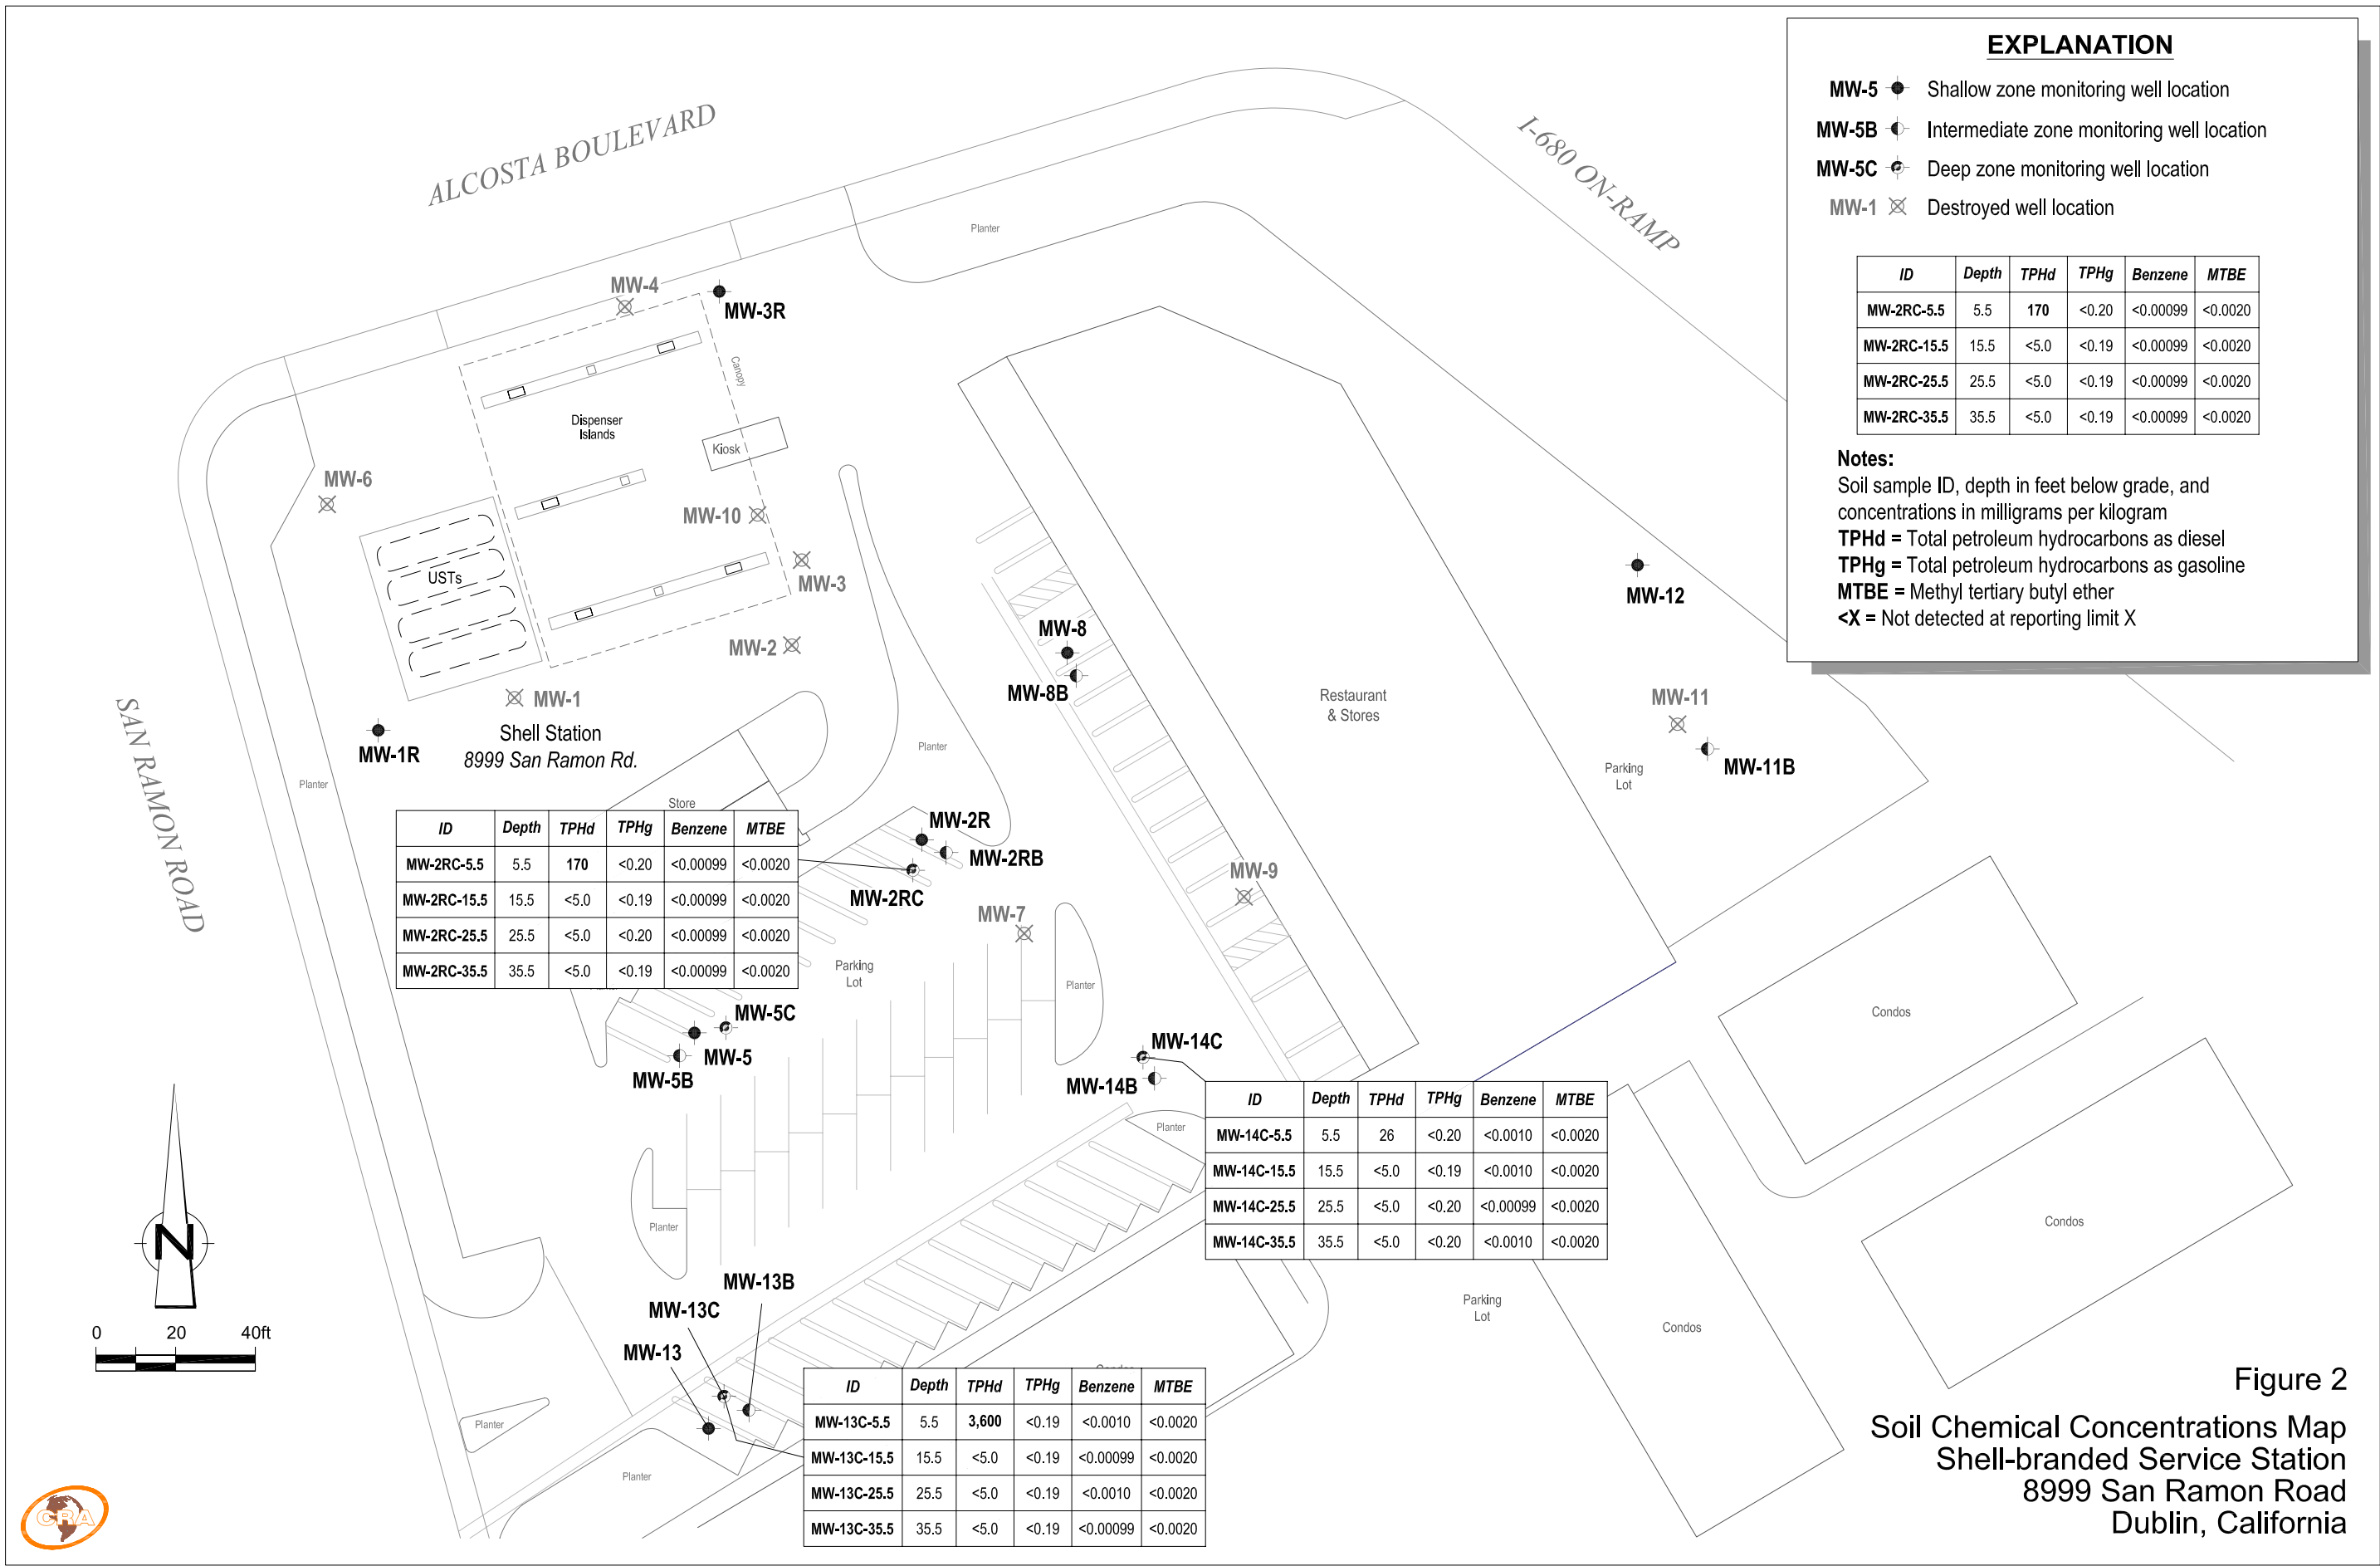 EXPLANATION
MW-5 Shallow zone monitoring well location
MW-5B Intermediate zone monitoring well location
MW-5C Deep zone monitoring well location
MW-1 Destroyed well location
ID Depth TPHd TPHg Benzene MTBE
MW-2RC-5.5 5.5 170 <0.20 <0.00099 <0.0020
MW-2RC-15.5 15.5 <5.0 <0.19 <0.00099 <0.0020
MW-2RC-25.5 25.5 <5.0 <0.19 <0.00099 <0.0020
MW-2RC-35.5 35.5 <5.0 <0.19 <0.00099 <0.0020
Notes:
Soil sample ID, depth in feet below grade, and
concentrations in milligrams per kilogram
TPHd = Total petroleum hydrocarbons as diesel
TPHg = Total petroleum hydrocarbons as gasoline
MTBE = Methyl tertiary butyl ether
<X = Not detected at reporting limit X
ALCOSTA BOULEVARD
I-680 ON-RAMP
SAN RAMON ROAD
Planter
MW-4
MW-3R
Canopy
Dispenser
Islands
Kiosk
MW-6
MW-10
USTs
MW-3
MW-12
MW-8
MW-2
MW-8B
MW-1
Restaurant
& Stores
MW-11
Shell Station
8999 San Ramon Rd.
MW-1R
Planter
Planter
MW-11B
Parking
Lot
Store
ID Depth TPHd TPHg Benzene MTBE
MW-2RC-5.5 5.5 170 <0.20 <0.00099 <0.0020
MW-2RC-15.5 15.5 <5.0 <0.19 <0.00099 <0.0020
MW-2RC-25.5 25.5 <5.0 <0.20 <0.00099 <0.0020
MW-2RC-35.5 35.5 <5.0 <0.19 <0.00099 <0.0020
MW-2R
MW-2RB
MW-2RC
MW-9
MW-7
Parking
Lot
Planter
MW-5C
MW-5
MW-5B
Condos
MW-14C
MW-14B
Planter
ID Depth TPHd TPHg Benzene MTBE
MW-14C-5.5 5.5 26 <0.20 <0.0010 <0.0020
MW-14C-15.5 15.5 <5.0 <0.19 <0.0010 <0.0020
MW-14C-25.5 25.5 <5.0 <0.20 <0.00099 <0.0020
MW-14C-35.5 35.5 <5.0 <0.20 <0.0010 <0.0020
Condos
Planter
N
0 20 40ft
MW-13B
MW-13C
MW-13
Parking
Lot
Condos
ID Depth TPHd TPHg Benzene MTBE
MW-13C-5.5 5.5 3,600 <0.19 <0.0010 <0.0020
MW-13C-15.5 15.5 <5.0 <0.19 <0.00099 <0.0020
MW-13C-25.5 25.5 <5.0 <0.19 <0.0010 <0.0020
MW-13C-35.5 35.5 <5.0 <0.19 <0.00099 <0.0020
Planter
Planter
CRA
Figure 2
Soil Chemical Concentrations Map
Shell-branded Service Station
8999 San Ramon Road
Dublin, California